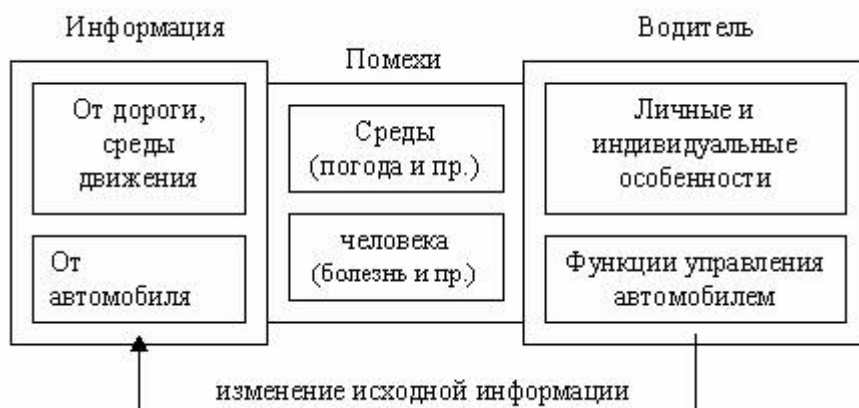 Информация
От дороги,
среды
движения
От
автомобиля
Помехи
Среды
(погода и пр.)
человека
(болезнь и пр.)
Водитель
Личные и
индивидуальные
особенности
Функции управления
автомобилем
изменение исходной информации